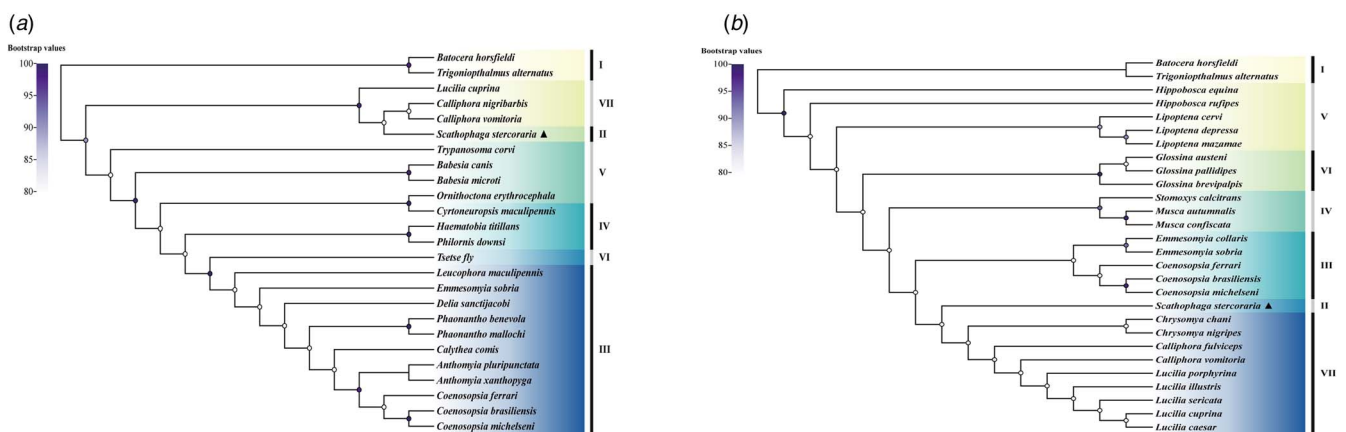 (a)
Bootstrap values
100
95
90
85
80
Batocera horsfieldi
Trigoniopthalmus alternatus
I
Lucilia cuprina
Calliphora nigribarbis
VII
Calliphora vomitoria
Scathophaga stercoraria ▲
II
Trypanosoma corvi
Babesia canis
V
Babesia microti
Ornithoctona erythrocephala
Cyrtoneuropsis maculipennis
Haematobia titillans
IV
Philornis downsi
Tsetse fly
VI
Leucophora maculipennis
Emmesomyia sobria
Delia sanctijacobi
Phaonantho benevola
Phaonantho mallochi
Calythea comis
III
Anthomyia pluripunctata
Anthomyia xanthopyga
Coenosopsia ferrari
Coenosopsia brasiliensis
Coenosopsia michelseni
(b)
Bootstrap values
100
95
90
85
80
Batocera horsfieldi
I
Trigoniopthalmus alternatus
Hippobosca equina
Hippobosca rufipes
Lipoptena cervi
V
Lipoptena depressa
Lipoptena mazamae
Glossina austeni
Glossina pallidipes
VI
Glossina brevipalpis
Stomoxys calcitrans
Musca autumnalis
IV
Musca confiscata
Emmesomyia collaris
Emmesomyia sobria
Coenosopsia ferrari
III
Coenosopsia brasiliensis
Coenosopsia michelseni
Scathophaga stercoraria ▲
II
Chrysomya chani
Chrysomya nigripes
Calliphora fulviceps
Calliphora vomitoria
Lucilia porphyrina
VII
Lucilia illustris
Lucilia sericata
Lucilia cuprina
Lucilia caesar